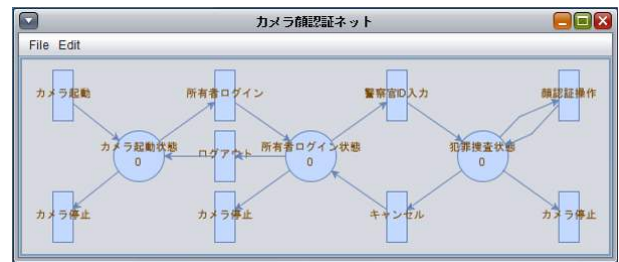 カメラ顔認証ネット
File Edit
カメラ起動
所有者ログイン
警察官ID入力
顔認証操作
カメラ起動状態
0
ログアウト
所有者ログイン状態
0
犯罪捜査状態
0
カメラ停止
カメラ停止
キャンセル
カメラ停止